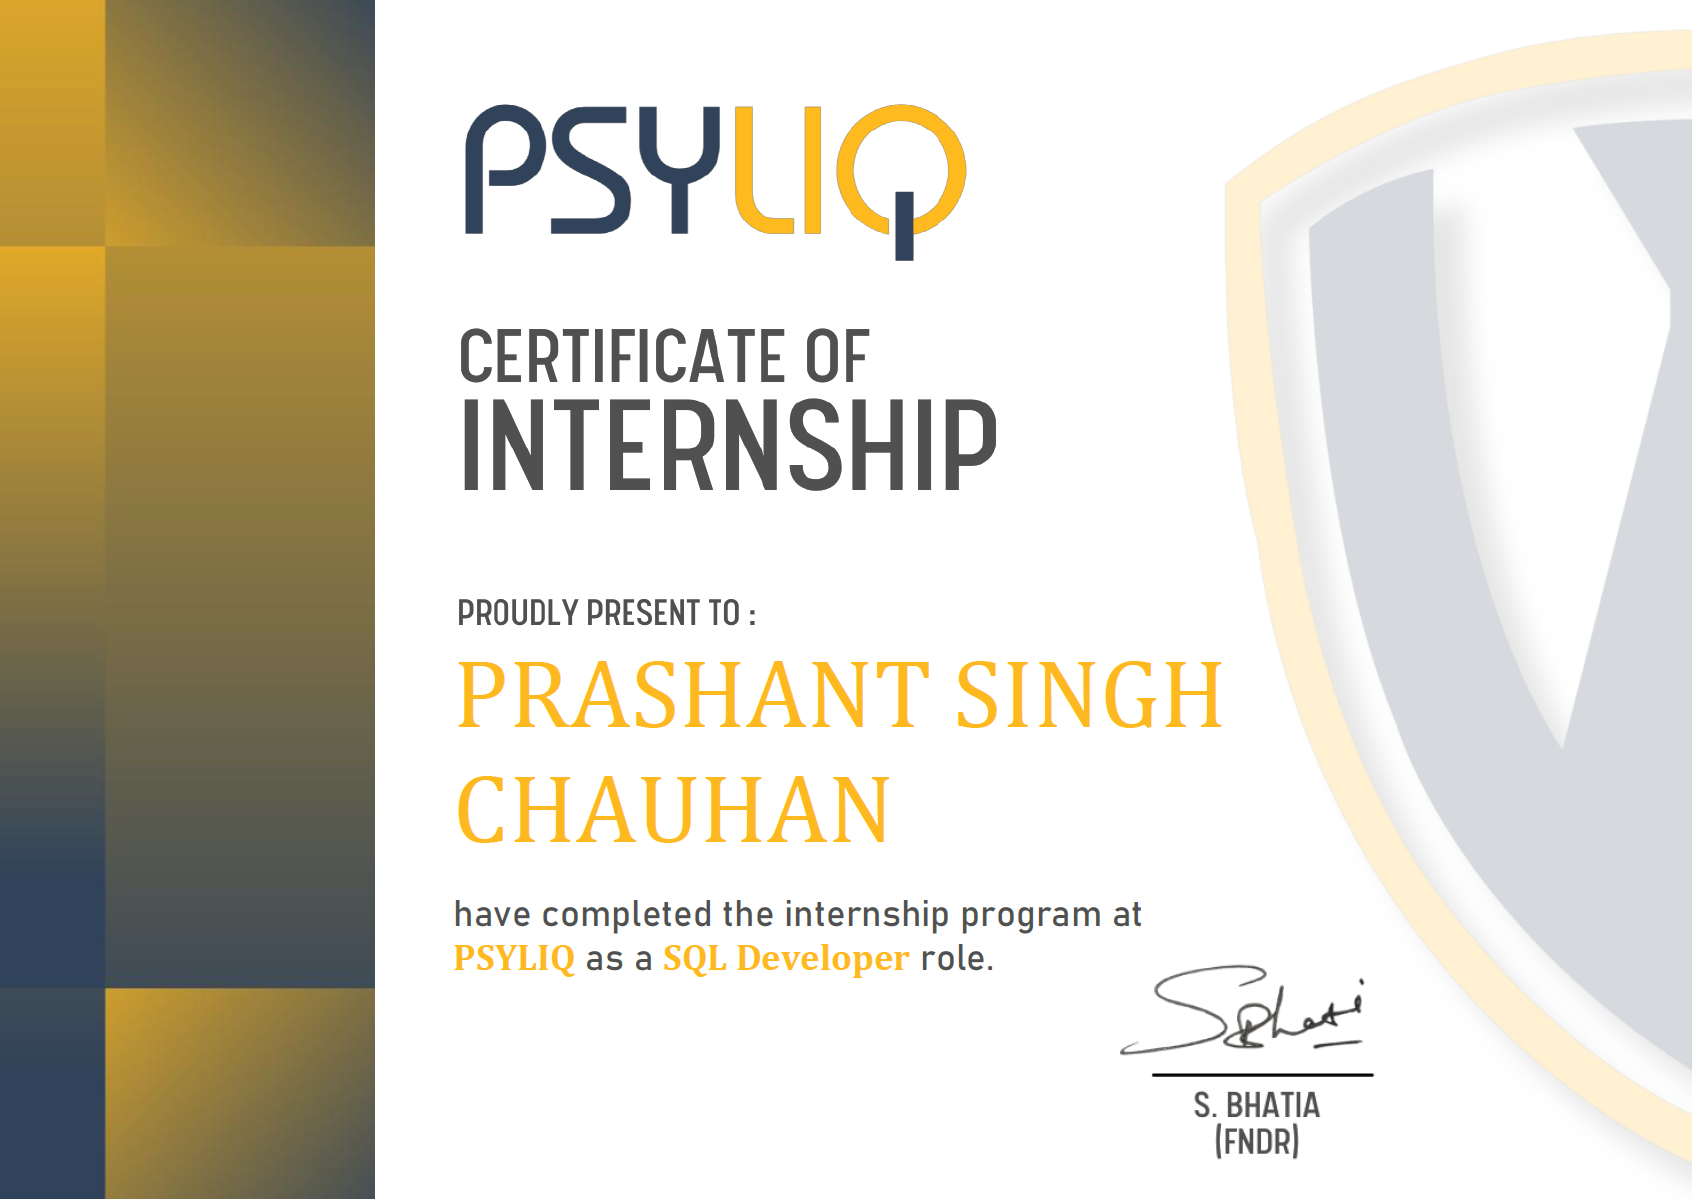 PSYLIQ
CERTIFICATE OF
INTERNSHIP
PROUDLY PRESENT TO :
PRASHANT SINGH
CHAUHAN
have completed the internship program at
PSYLIQ as a SQL Developer role.
S. Bhatia
S. BHATIA
(FNDR)